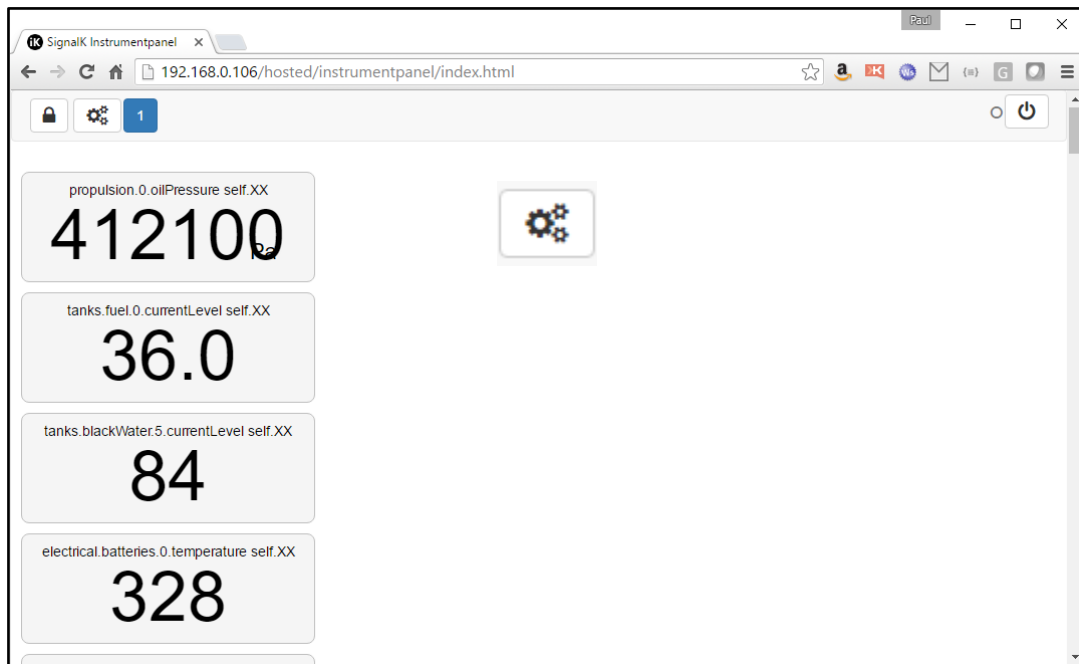 Paul
SignalK Instrumentpanel
192.168.0.106/hosted/instrumentpanel/index.html
1
propulsion.0.oilPressure self.XX
412100
Pa
tanks.fuel.0.currentLevel self.XX
36.0
tanks.blackWater.5.currentLevel self.XX
84
electrical.batteries.0.temperature self.XX
328